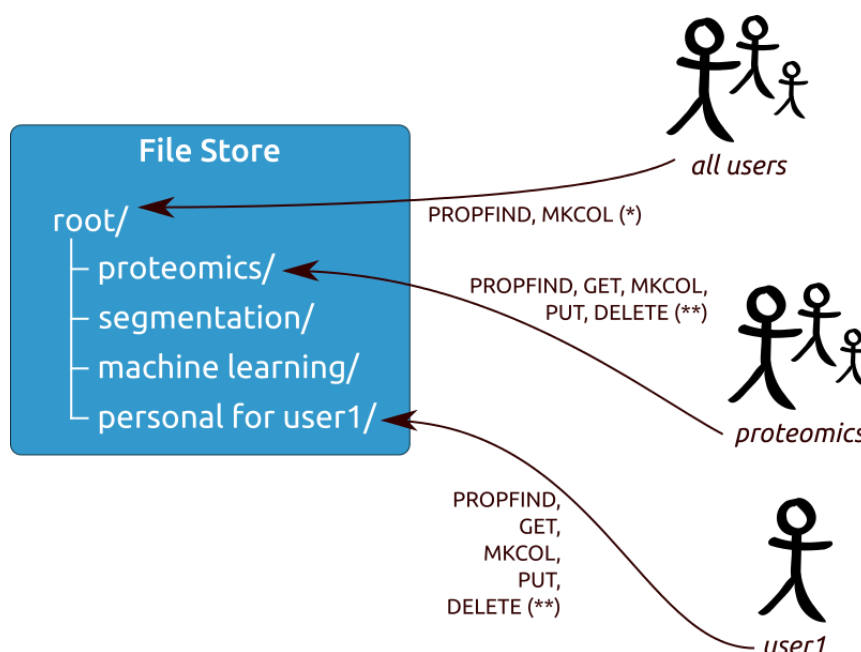 File Store
root/
proteomics/
segmentation/
machine learning/
personal for user1/
all users
PROPFIND, MKCOL (*)
PROPFIND, GET, MKCOL,
PUT, DELETE (**)
proteomics
PROPFIND,
GET,
MKCOL,
PUT,
DELETE (**)
user1